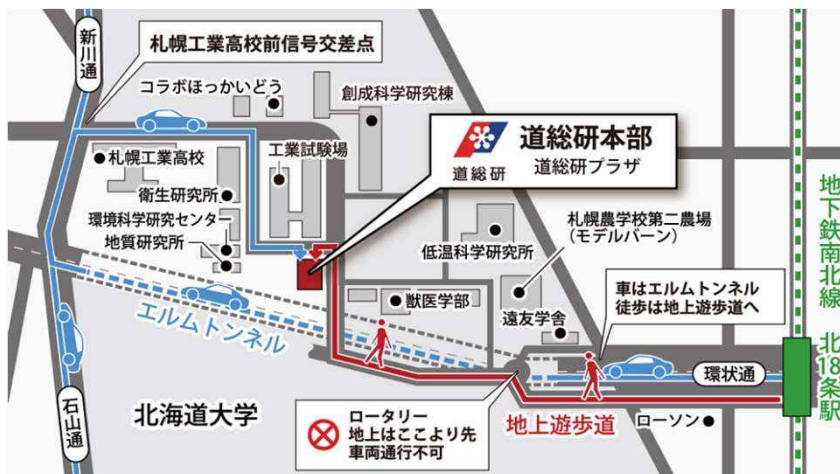 新川通
札幌工業高校前信号交差点
コラボほっかいどう
創成科学研究棟
道総研
道総研本部
道総研プラザ
札幌工業高校
工業試験場
衛生研究所
環境科学研究センター
地質研究所
低温科学研究所
札幌農学校第二農場
(モデルバーン)
地下鉄南北線 北18条駅
エルムトンネル
獣医学部
遠友学舎
車はエルムトンネル
徒歩は地上遊歩道へ
環状通
石山通
北海道大学
ロータリー
地上はここより先
車両通行不可
地上遊歩道
ローソン